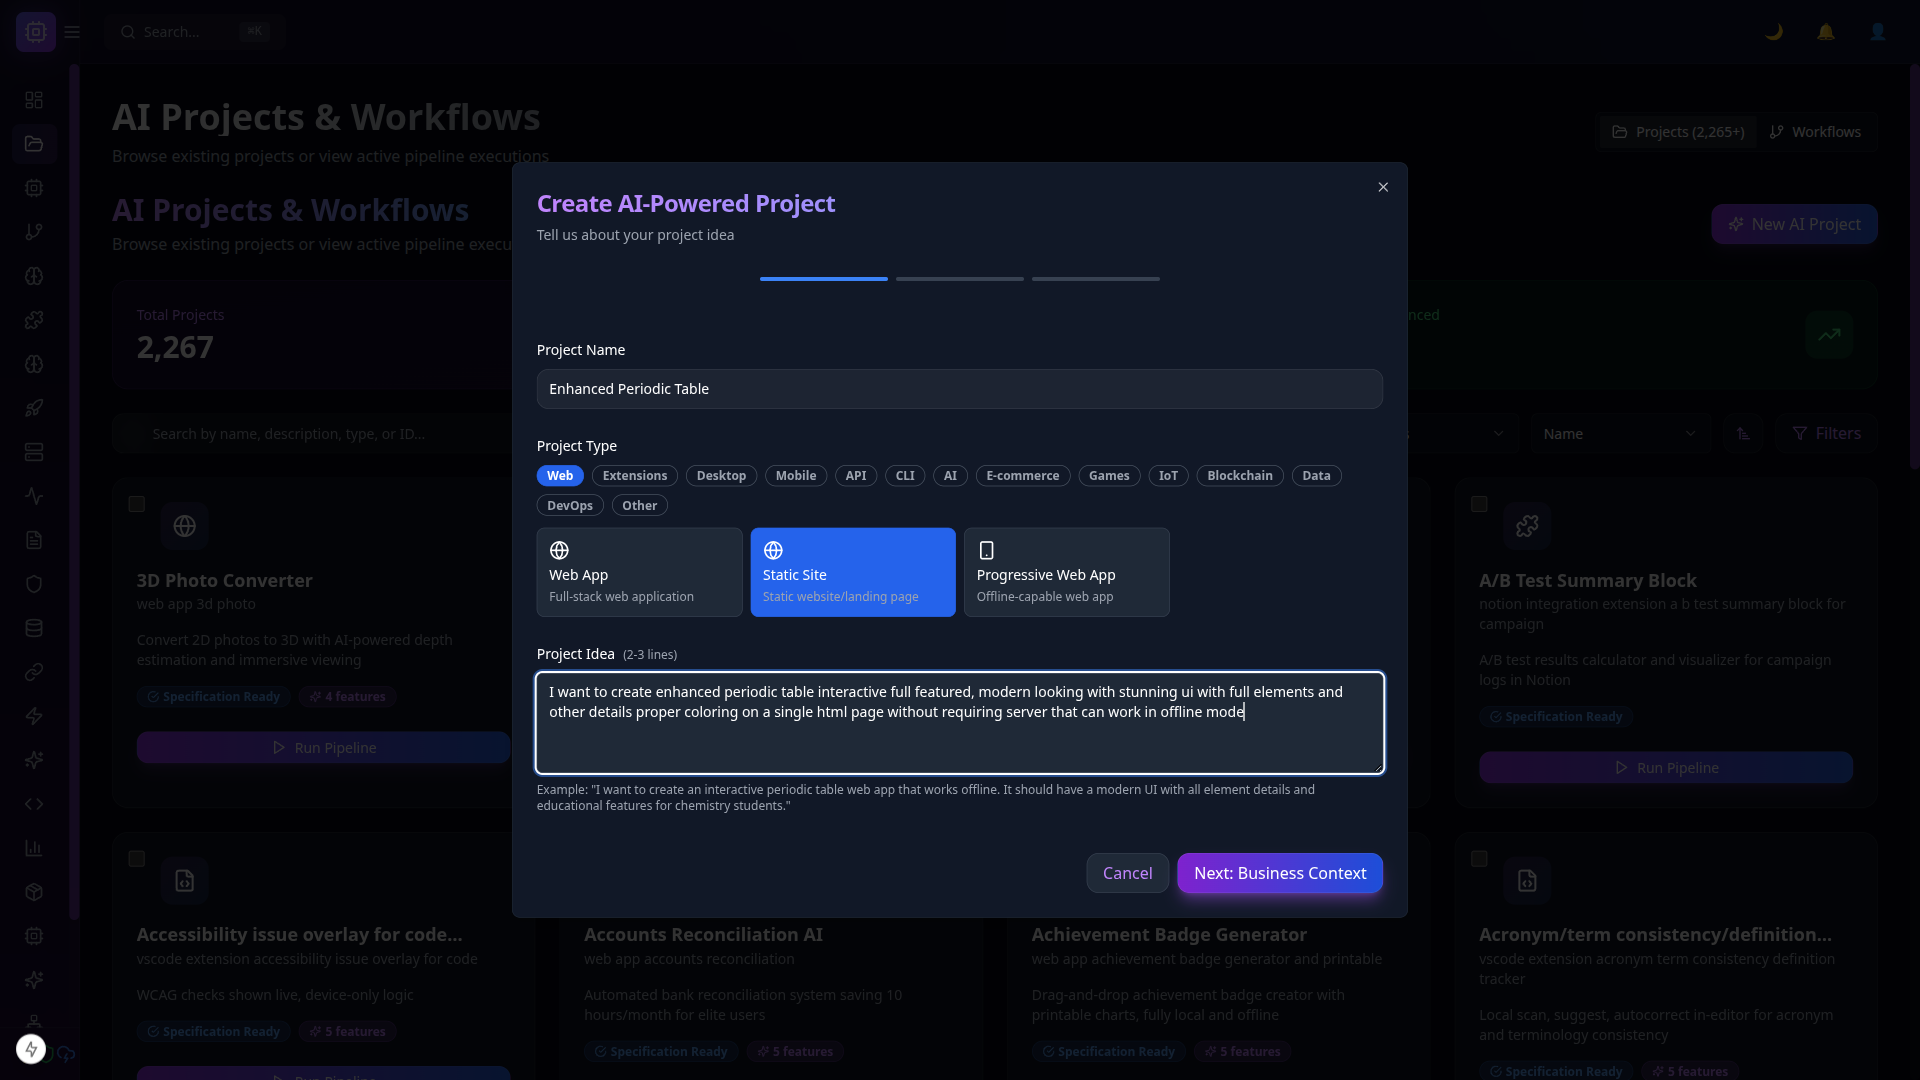 Search...
⌘K
AI Projects & Workflows
Browse existing projects or view active pipeline executions
Projects (2,265+)
Workflows
AI Projects & Workflows
Browse existing projects or view active pipeline execu
New AI Project
Total Projects
2,267
nced
Search by name, description, type, or ID...
Name
Filters
Create AI-Powered Project
Tell us about your project idea
Project Name
Enhanced Periodic Table
Project Type
Web
Extensions
Desktop
Mobile
API
CLI
AI
E-commerce
Games
IoT
Blockchain
Data
DevOps
Other
Web App
Full-stack web application
Static Site
Static website/landing page
Progressive Web App
Offline-capable web app
Project Idea (2-3 lines)
I want to create enhanced periodic table interactive full featured, modern looking with stunning ui with full elements and
other details proper coloring on a single html page without requiring server that can work in offline mode
Example: "I want to create an interactive periodic table web app that works offline. It should have a modern UI with all element details and
educational features for chemistry students."
Cancel
Next: Business Context
3D Photo Converter
web app 3d photo
Convert 2D photos to 3D with AI-powered depth
estimation and immersive viewing
Specification Ready
4 features
Run Pipeline
A/B Test Summary Block
notion integration extension a b test summary block for
campaign
A/B test results calculator and visualizer for campaign
logs in Notion
Specification Ready
Run Pipeline
Accessibility issue overlay for code...
vscode extension accessibility issue overlay for code
WCAG checks shown live, device-only logic
Specification Ready
5 features
Run Pipeline
Accounts Reconciliation AI
web app accounts reconciliation
Automated bank reconciliation system saving 10
hours/month for elite users
Specification Ready
5 features
Achievement Badge Generator
web app achievement badge generator and printable
Drag-and-drop achievement badge creator with
printable charts, fully local and offline
Specification Ready
5 features
Acronym/term consistency/definition...
vscode extension acronym term consistency definition
tracker
Local scan, suggest, autocorrect in-editor for acronym
and terminology consistency
Specification Ready
5 features